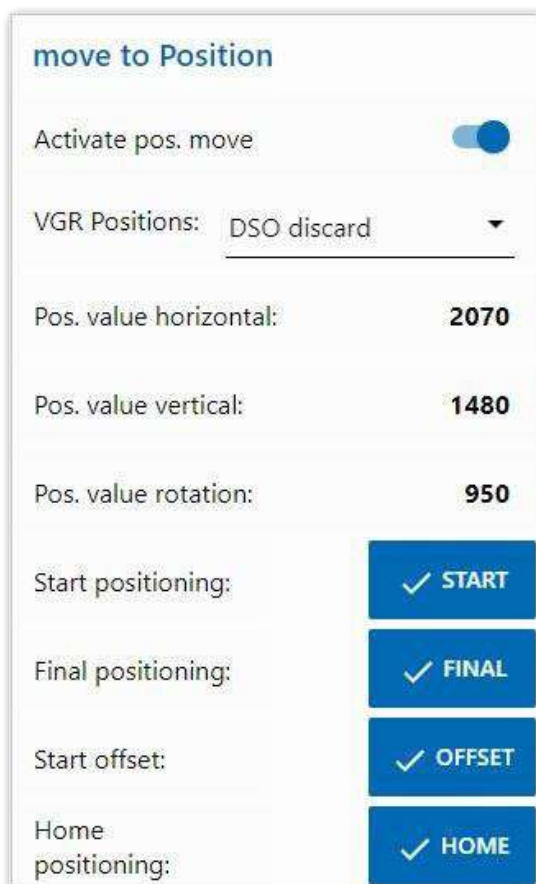 move to Position
Activate pos. move
VGR Positions: DSO discard
Pos. value horizontal: 2070
Pos. value vertical: 1480
Pos. value rotation: 950
Start positioning: START
Final positioning: FINAL
Start offset: OFFSET
Home
positioning: HOME